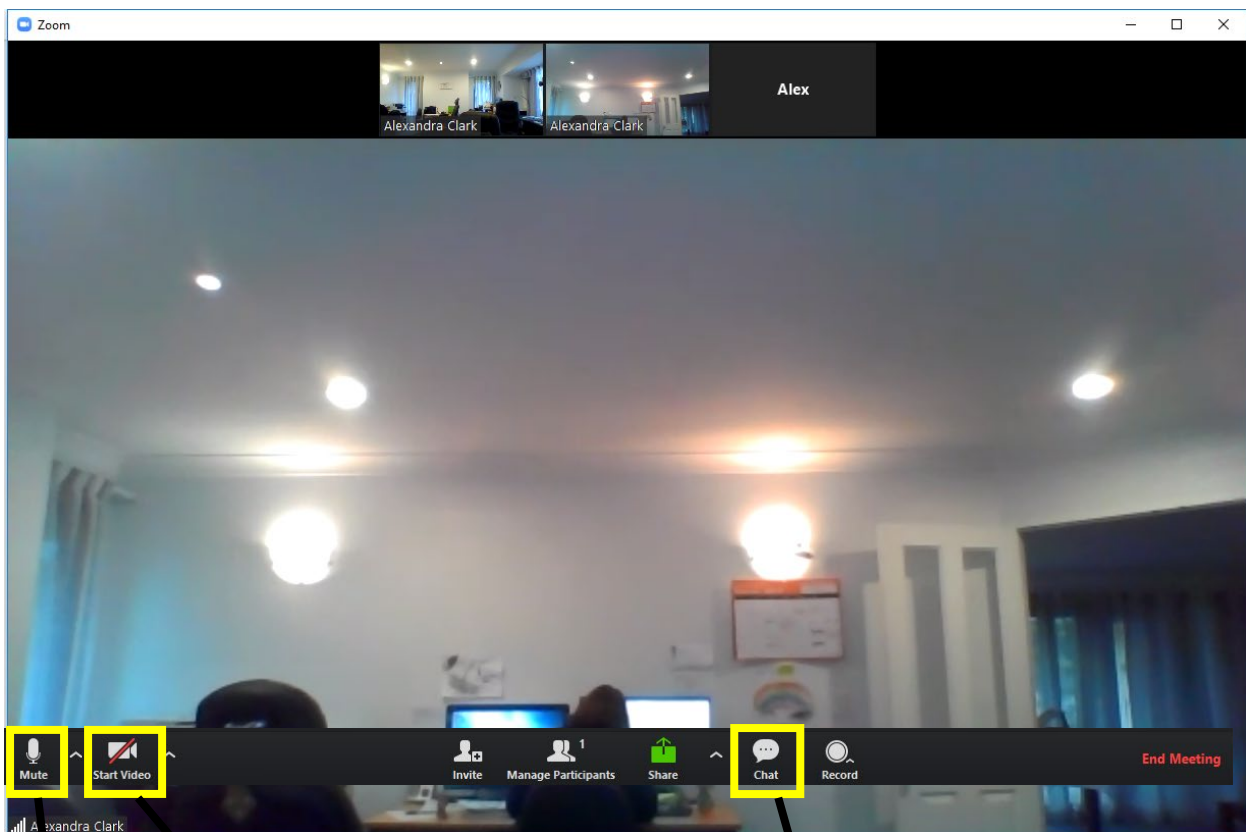 Zoom
Alex
Alexandra Clark
Alexandra Clark
1
Mute
Start Video
Invite
Manage Participants
Share
Chat
Record
End Meeting
Alexandra Clark